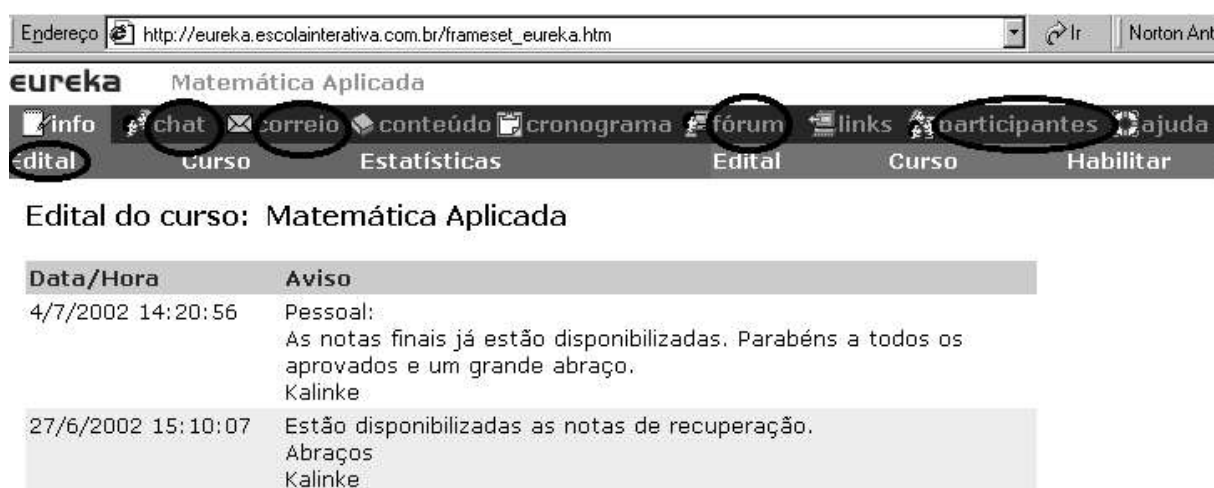 Endereço http://eureka.escolainterativa.com.br/frameset_eureka.htm Ir Norton Ant
eureka Matemática Aplicada
info chat correio conteúdo cronograma fórum links participantes ajuda
Edital Curso Estatísticas Edital Curso Habilitar
Edital do curso: Matemática Aplicada
Data/Hora Aviso
4/7/2002 14:20:56 Pessoal:
As notas finais já estão disponibilizadas. Parabéns a todos os
aprovados e um grande abraço.
Kalinke
27/6/2002 15:10:07 Estão disponibilizadas as notas de recuperação.
Abraços
Kalinke